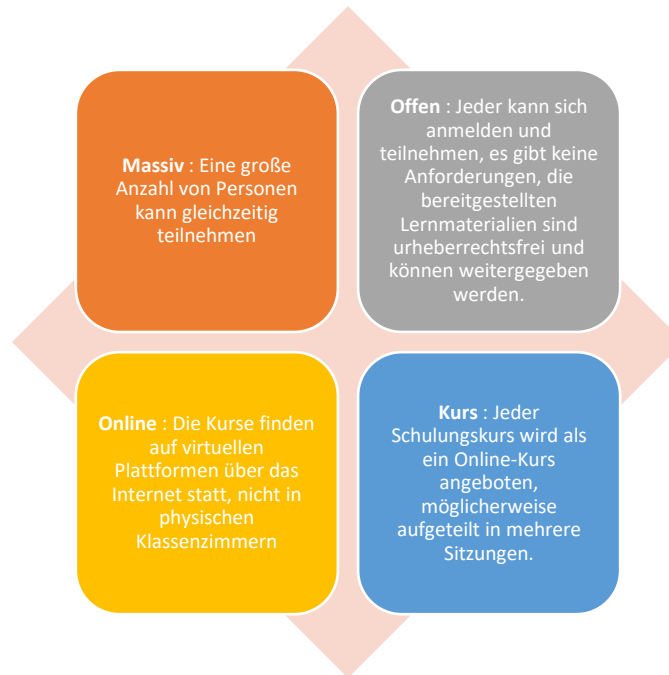 Massiv : Eine große
Anzahl von Personen
kann gleichzeitig
teilnehmen
Offen : Jeder kann sich
anmelden und
teilnehmen, es gibt keine
Anforderungen, die
bereitgestellten
Lernmaterialien sind
urheberrechtsfrei und
können weitergegeben
werden.
Online : Die Kurse finden
auf virtuellen
Plattformen über das
Internet statt, nicht in
physischen
Klassenzimmern
Kurs : Jeder
Schulungskurs wird als
ein Online-Kurs
angeboten,
möglicherweise
aufgeteilt in mehrere
Sitzungen.